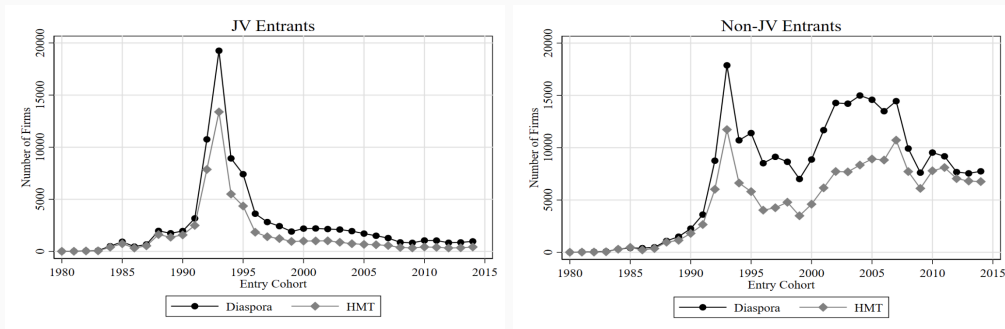 JV Entrants
Number of Firms
0 5000 10000 15000 20000
1980 1985 1990 1995 2000 2005 2010 2015
Entry Cohort
Diaspora HMT
Non-JV Entrants
Number of Firms
0 5000 10000 15000 20000
1980 1985 1990 1995 2000 2005 2010 2015
Entry Cohort
Diaspora HMT